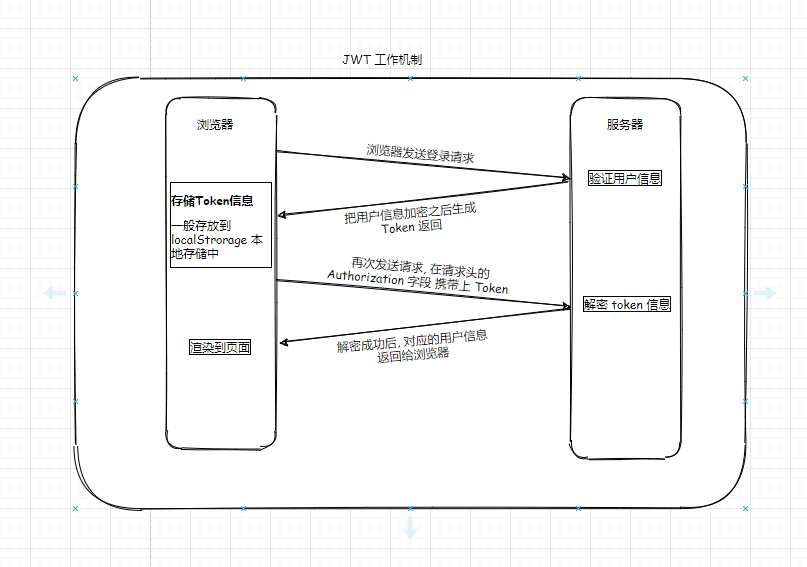 JWT 工作机制
浏览器
服务器
浏览器发送登录请求
验证用户信息
存储Token信息
一般存放到
localStrorage 本
地存储中
把用户信息加密之后生成
Token 返回
再次发送请求, 在请求头的
Authorization 字段 携带上 Token
解密 token 信息
渲染到页面
解密成功后, 对应的用户信息
返回给浏览器